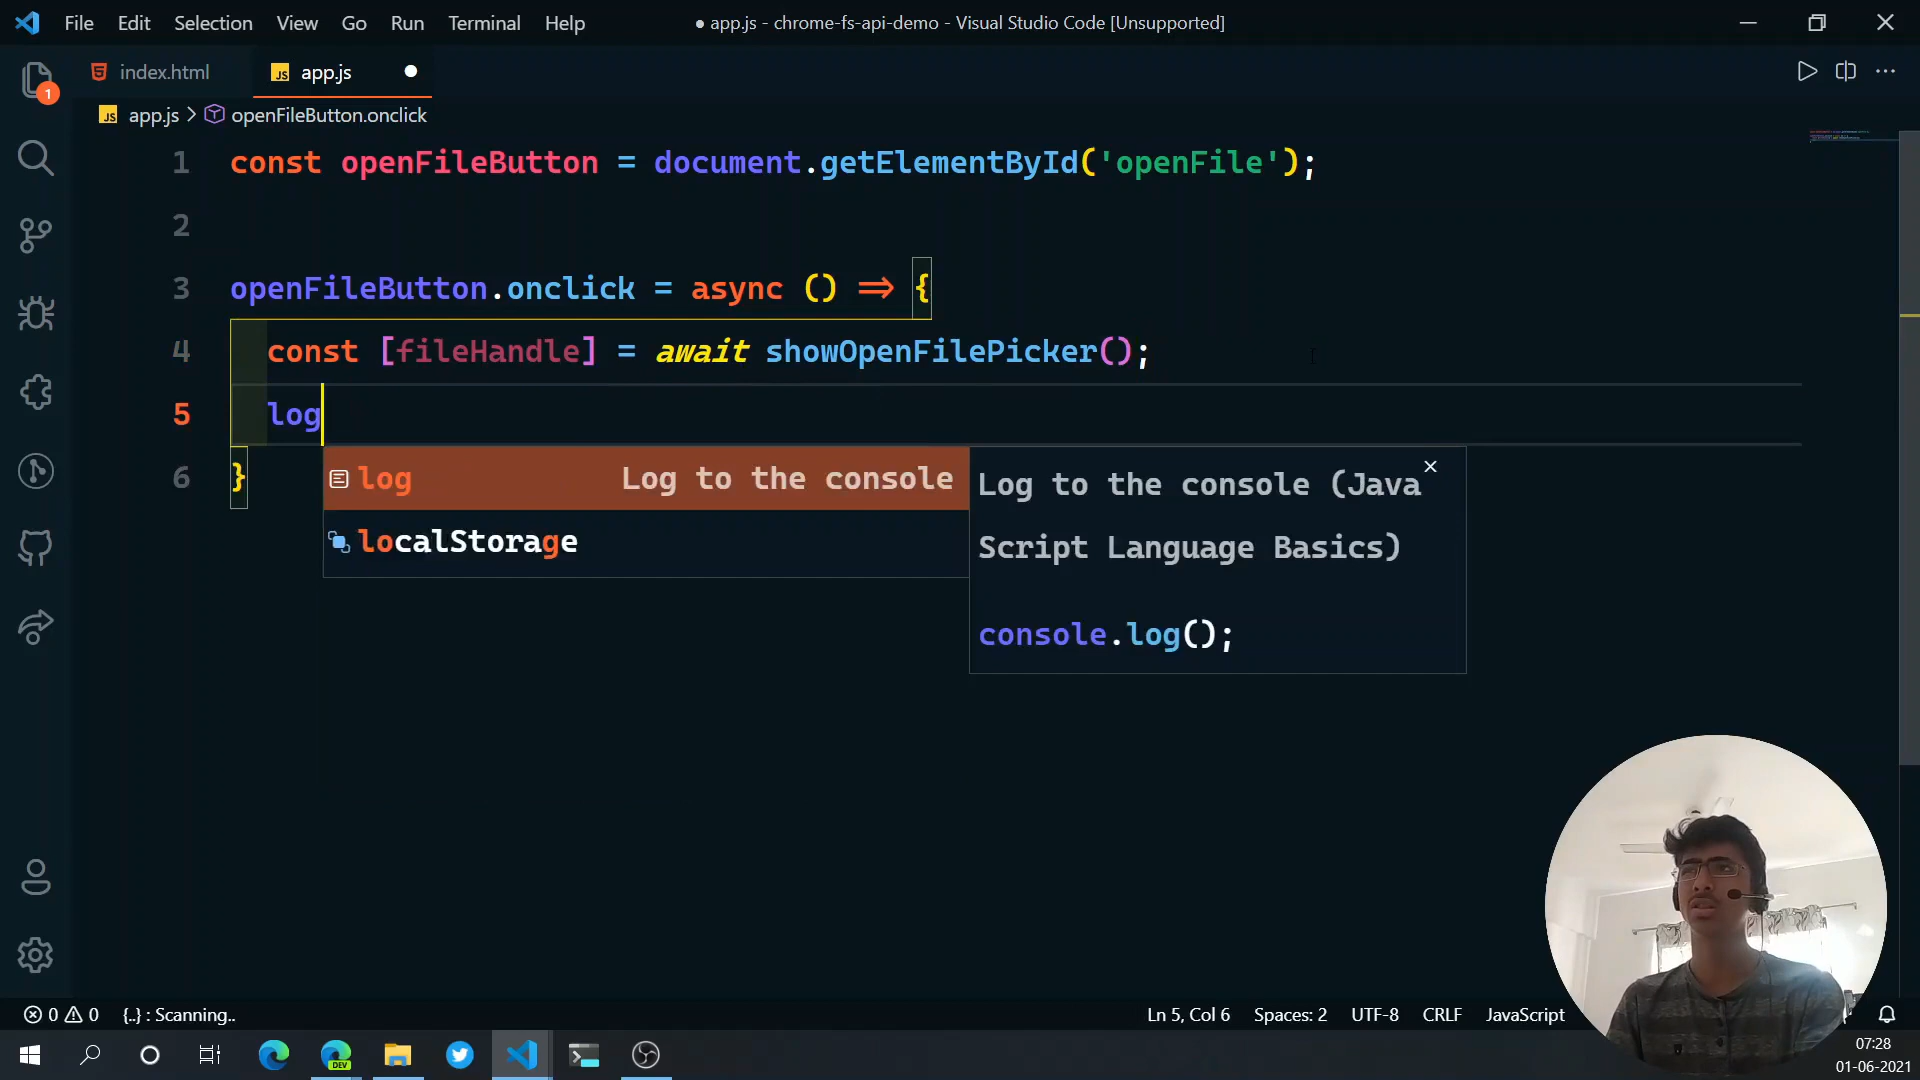 File Edit Selection View Go Run Terminal Help
● app.js - chrome-fs-api-demo - Visual Studio Code [Unsupported]
index.html
JS app.js
1
JS app.js > openFileButton.onclick
1 const openFileButton = document.getElementById('openFile');
2
3 openFileButton.onclick = async () => {
4 const [fileHandle] = await showOpenFilePicker();
5 log
6 }
log Log to the console
localStorage
Log to the console (Java
Script Language Basics)
console.log();
0 0 {..} : Scanning..
Ln 5, Col 6 Spaces: 2 UTF-8 CRLF JavaScript
DEV
07:28
01-06-2021